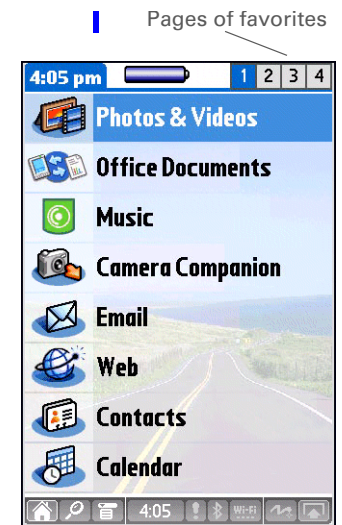 Pages of favorites
4:05 pm 1 2 3 4
Photos & Videos
Office Documents
Music
Camera Companion
Email
Web
Contacts
Calendar
4:05 Wi-Fi